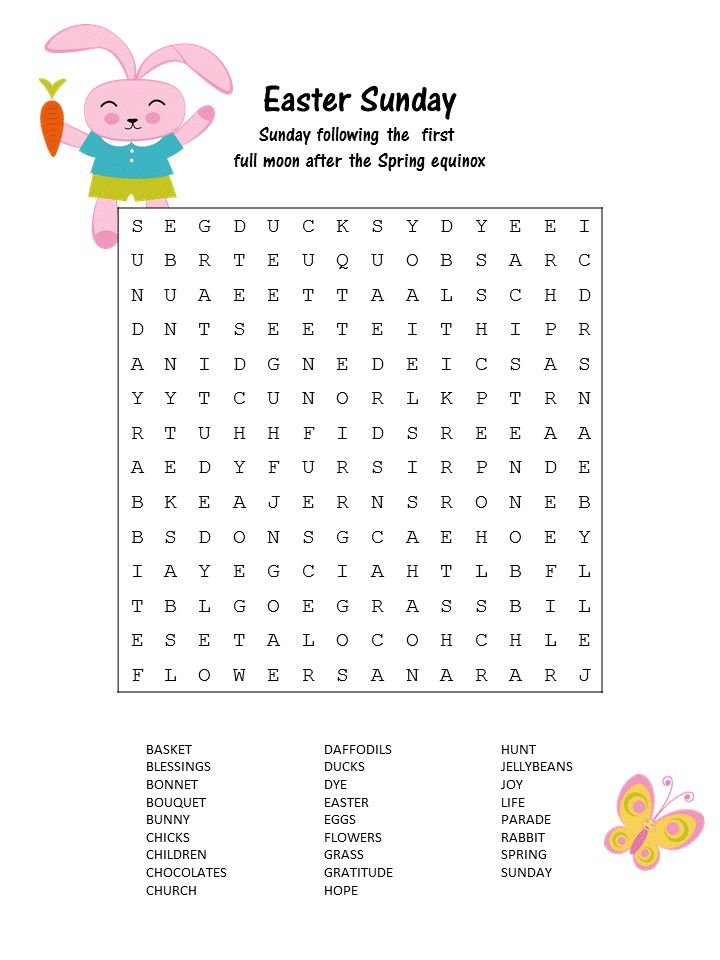 Easter Sunday
Sunday following the first
full moon after the Spring equinox
S E G D U C K S Y D Y E E I
U B R T E U Q U O B S A R C
N U A E E T T A A L S C H D
D N T S E E T E I T H I P R
A N I D G N E D E I C S A S
Y Y T C U N O R L K P T R N
R T U H H F I D S R E E A A
A E D Y F U R S I R P N D E
B K E A J E R N S R O N E B
B S D O N S G C A E H O E Y
I A Y E G C I A H T L B F L
T B L G O E G R A S S B I L
E S E T A L O C O H C H L E
F L O W E R S A N A R A R J
BASKET DAFFODILS HUNT
BLESSINGS DUCKS JELLYBEANS
BONNET DYE JOY
BOUQUET EASTER LIFE
BUNNY EGGS PARADE
CHICKS FLOWERS RABBIT
CHILDREN GRASS SPRING
CHOCOLATES GRATITUDE SUNDAY
CHURCH HOPE